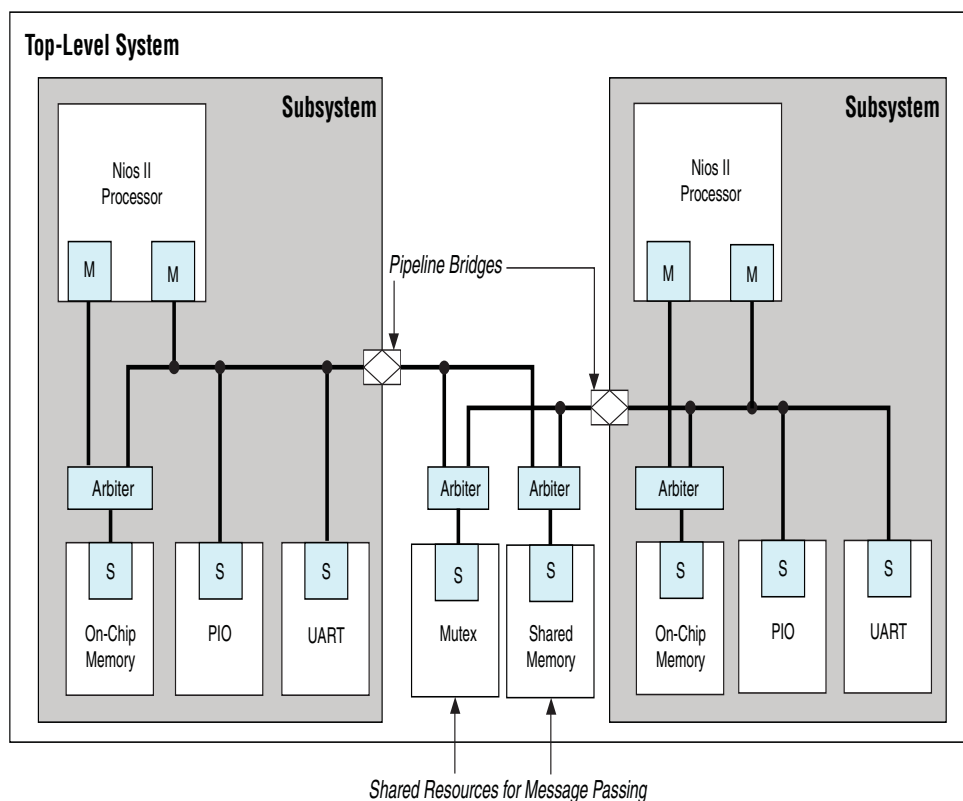 Top-Level System
Subsystem
Nios II
Processor
M
M
Arbiter
S
On-Chip
Memory
S
PIO
S
UART
Pipeline Bridges
Arbiter
Arbiter
S
Mutex
S
Shared
Memory
Subsystem
Nios II
Processor
M
M
Arbiter
S
On-Chip
Memory
S
PIO
S
UART
Shared Resources for Message Passing